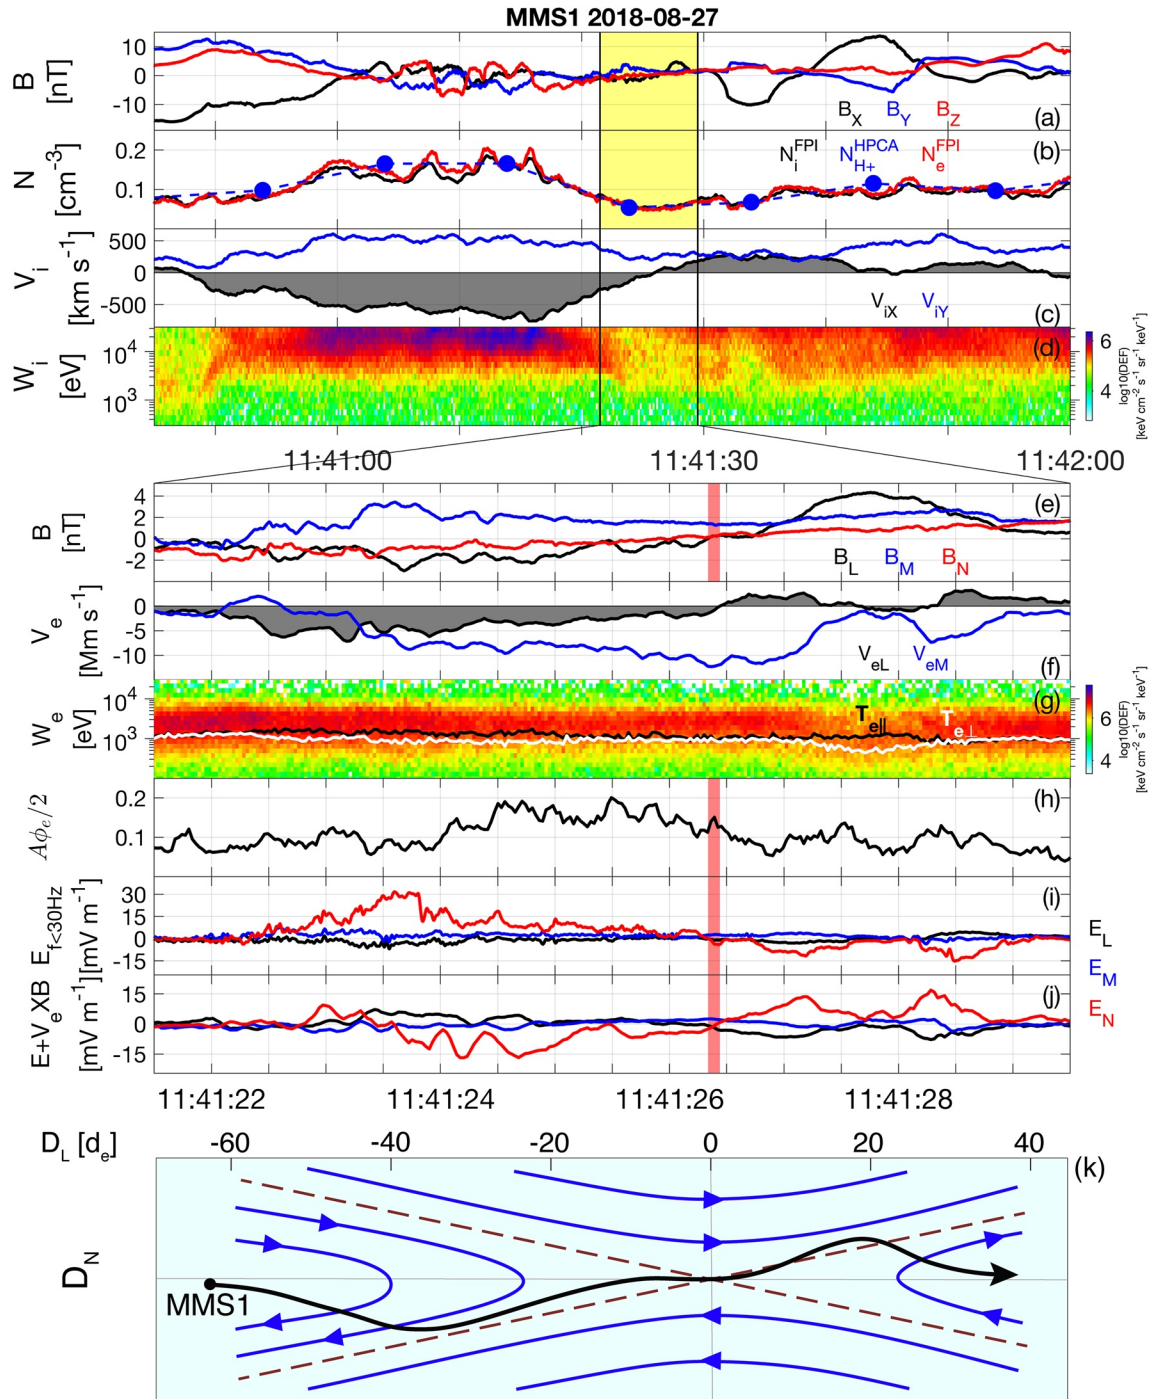 MMS1 2018-08-27
B
[nT]
10
0
-10
B_X B_Y B_Z
(a)
N
[cm^-3]
0.2
0.1
N_i^FPI N_H+^HPCA N_e^FPI
(b)
V_i
[km s^-1]
500
0
-500
V_iX V_iY
(c)
W_i
[eV]
10^4
10^3
(d)
6
4
log10(DEF)
[keV cm^-2 s^-1 sr^-1 keV^-1]
11:41:00 11:41:30 11:42:00
B
[nT]
4
2
0
-2
B_L B_M B_N
(e)
V_e
[Mm s^-1]
0
-5
-10
V_eL V_eM
(f)
W_e
[eV]
10^4
10^3
T_e|| T_e⊥
(g)
6
4
log10(DEF)
[keV cm^-2 s^-1 sr^-1 keV^-1]
Aϕ_e/2
0.2
0.1
(h)
E_f<30Hz
[mV m^-1]
30
15
0
-15
(i)
E+V_eXB
[mV m^-1]
15
0
-15
(j)
E_L
E_M
E_N
11:41:22 11:41:24 11:41:26 11:41:28
D_L [d_e] -60 -40 -20 0 20 40
(k)
D_N
MMS1